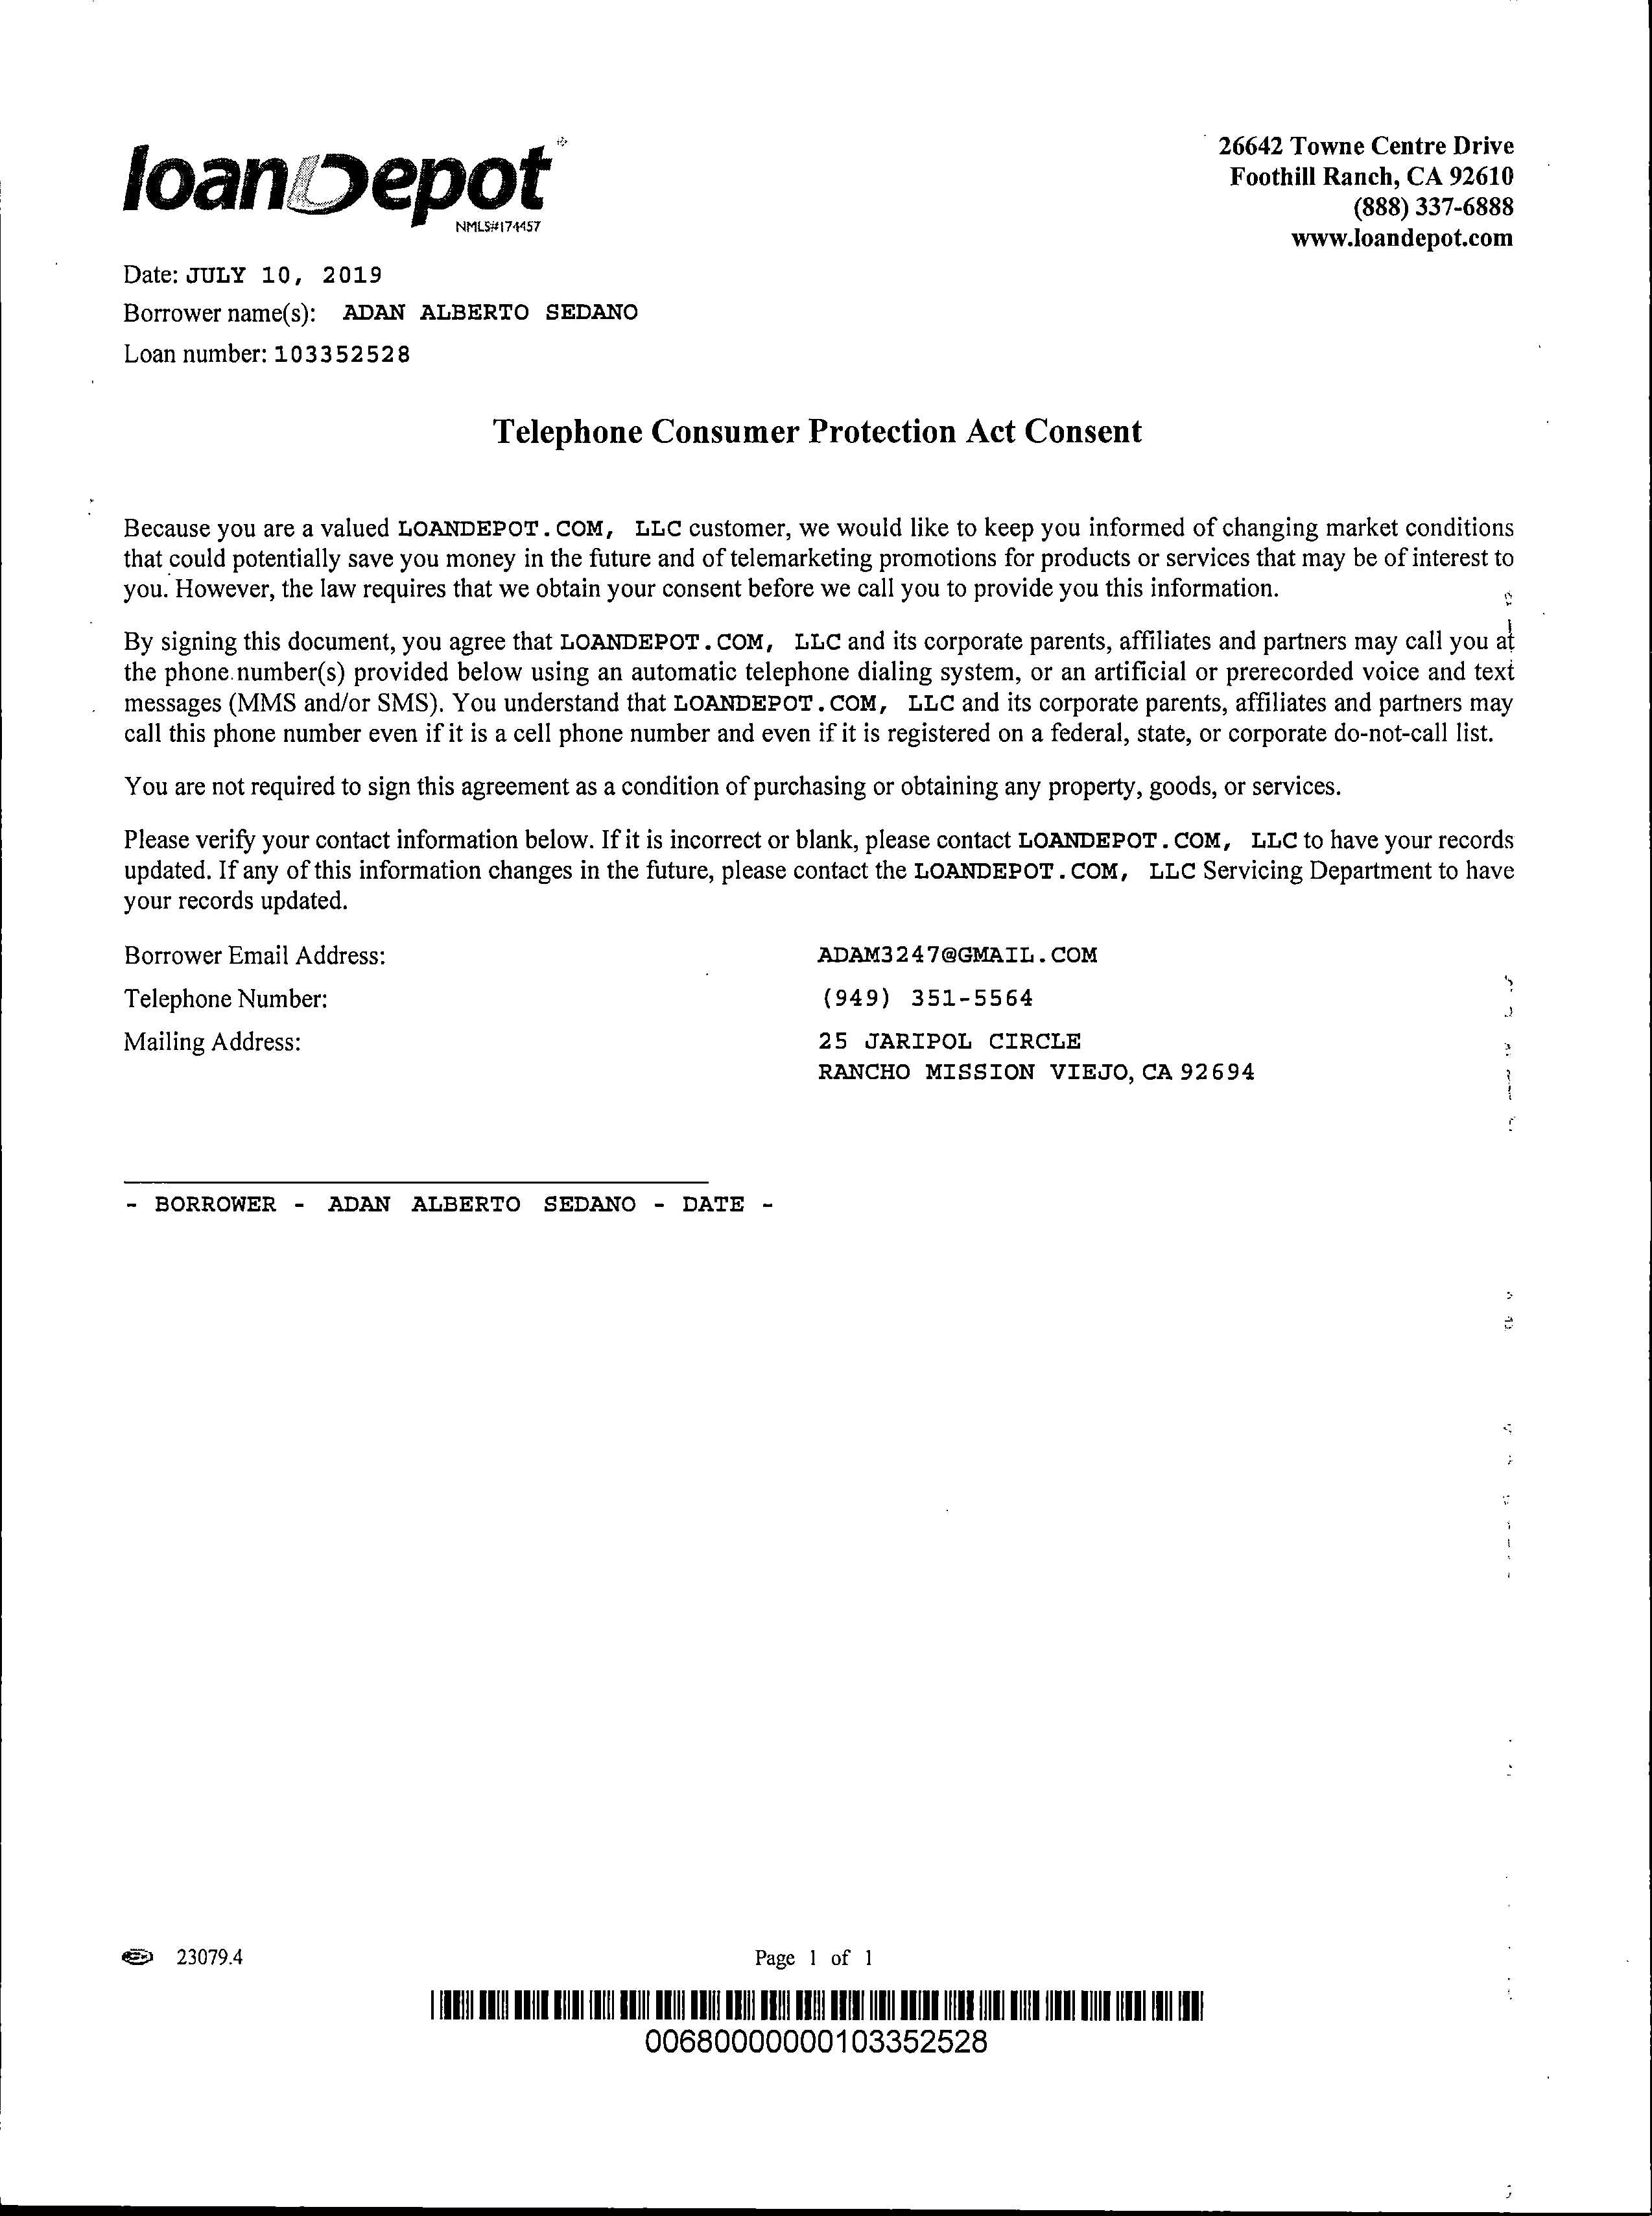 loanDepot
NMLS#174457
26642 Towne Centre Drive
Foothill Ranch, CA 92610
(888) 337-6888
www.loandepot.com
Date: JULY 10, 2019
Borrower name(s): ADAN ALBERTO SEDANO
Loan number: 103352528
Telephone Consumer Protection Act Consent
Because you are a valued LOANDEPOT.COM, LLC customer, we would like to keep you informed of changing market conditions
that could potentially save you money in the future and of telemarketing promotions for products or services that may be of interest to
you. However, the law requires that we obtain your consent before we call you to provide you this information.
By signing this document, you agree that LOANDEPOT.COM, LLC and its corporate parents, affiliates and partners may call you at
the phone number(s) provided below using an automatic telephone dialing system, or an artificial or prerecorded voice and text
messages (MMS and/or SMS). You understand that LOANDEPOT.COM, LLC and its corporate parents, affiliates and partners may
call this phone number even if it is a cell phone number and even if it is registered on a federal, state, or corporate do-not-call list.
You are not required to sign this agreement as a condition of purchasing or obtaining any property, goods, or services.
Please verify your contact information below. If it is incorrect or blank, please contact LOANDEPOT.COM, LLC to have your records
updated. If any of this information changes in the future, please contact the LOANDEPOT.COM, LLC Servicing Department to have
your records updated.
Borrower Email Address: ADAM3247@GMAIL.COM
Telephone Number: (949) 351-5564
Mailing Address: 25 JARIPOL CIRCLE
RANCHO MISSION VIEJO, CA 92694
- BORROWER - ADAN ALBERTO SEDANO - DATE -
23079.4
Page 1 of 1
00680000000103352528